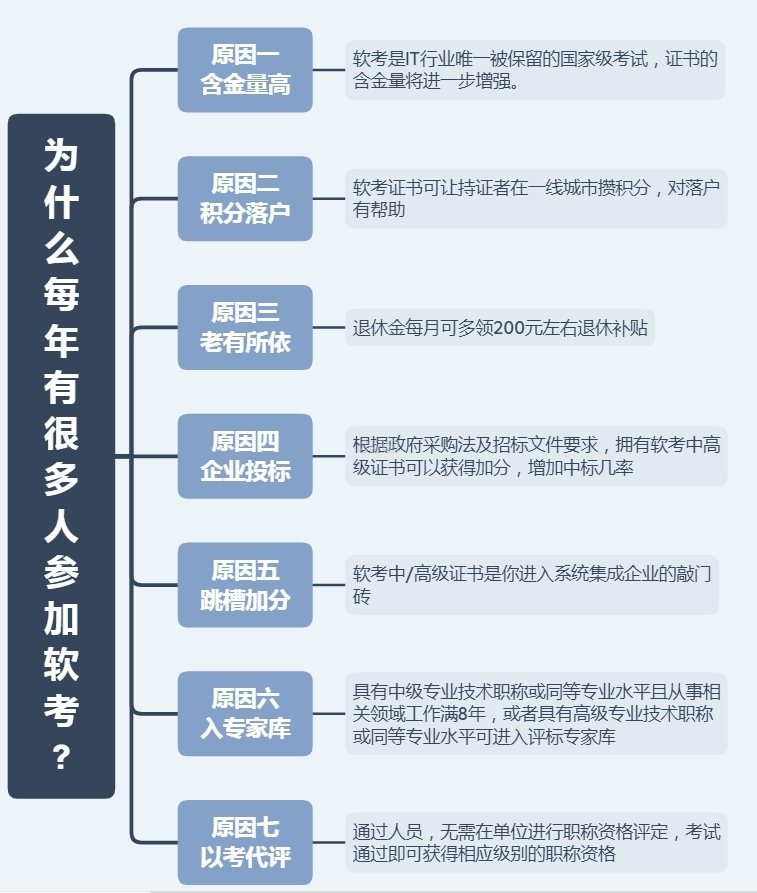 为什么每年有很多人参加软考?
原因一
含金量高
软考是IT行业唯一被保留的国家级考试，证书的
含金量将进一步增强。
原因二
积分落户
软考证书可让持证者在一线城市攒积分，对落户
有帮助
原因三
老有所依
退休金每月可多领200元左右退休补贴
原因四
企业投标
根据政府采购法及招标文件要求，拥有软考中高
级证书可以获得加分，增加中标几率
原因五
跳槽加分
软考中/高级证书是你进入系统集成企业的敲门
砖
原因六
入专家库
具有中级专业技术职称或同等专业水平且从事相
关领域工作满8年，或者具有高级专业技术职称
或同等专业水平可进入评标专家库
原因七
以考代评
通过人员，无需在单位进行职称资格评定，考试
通过即可获得相应级别的职称资格